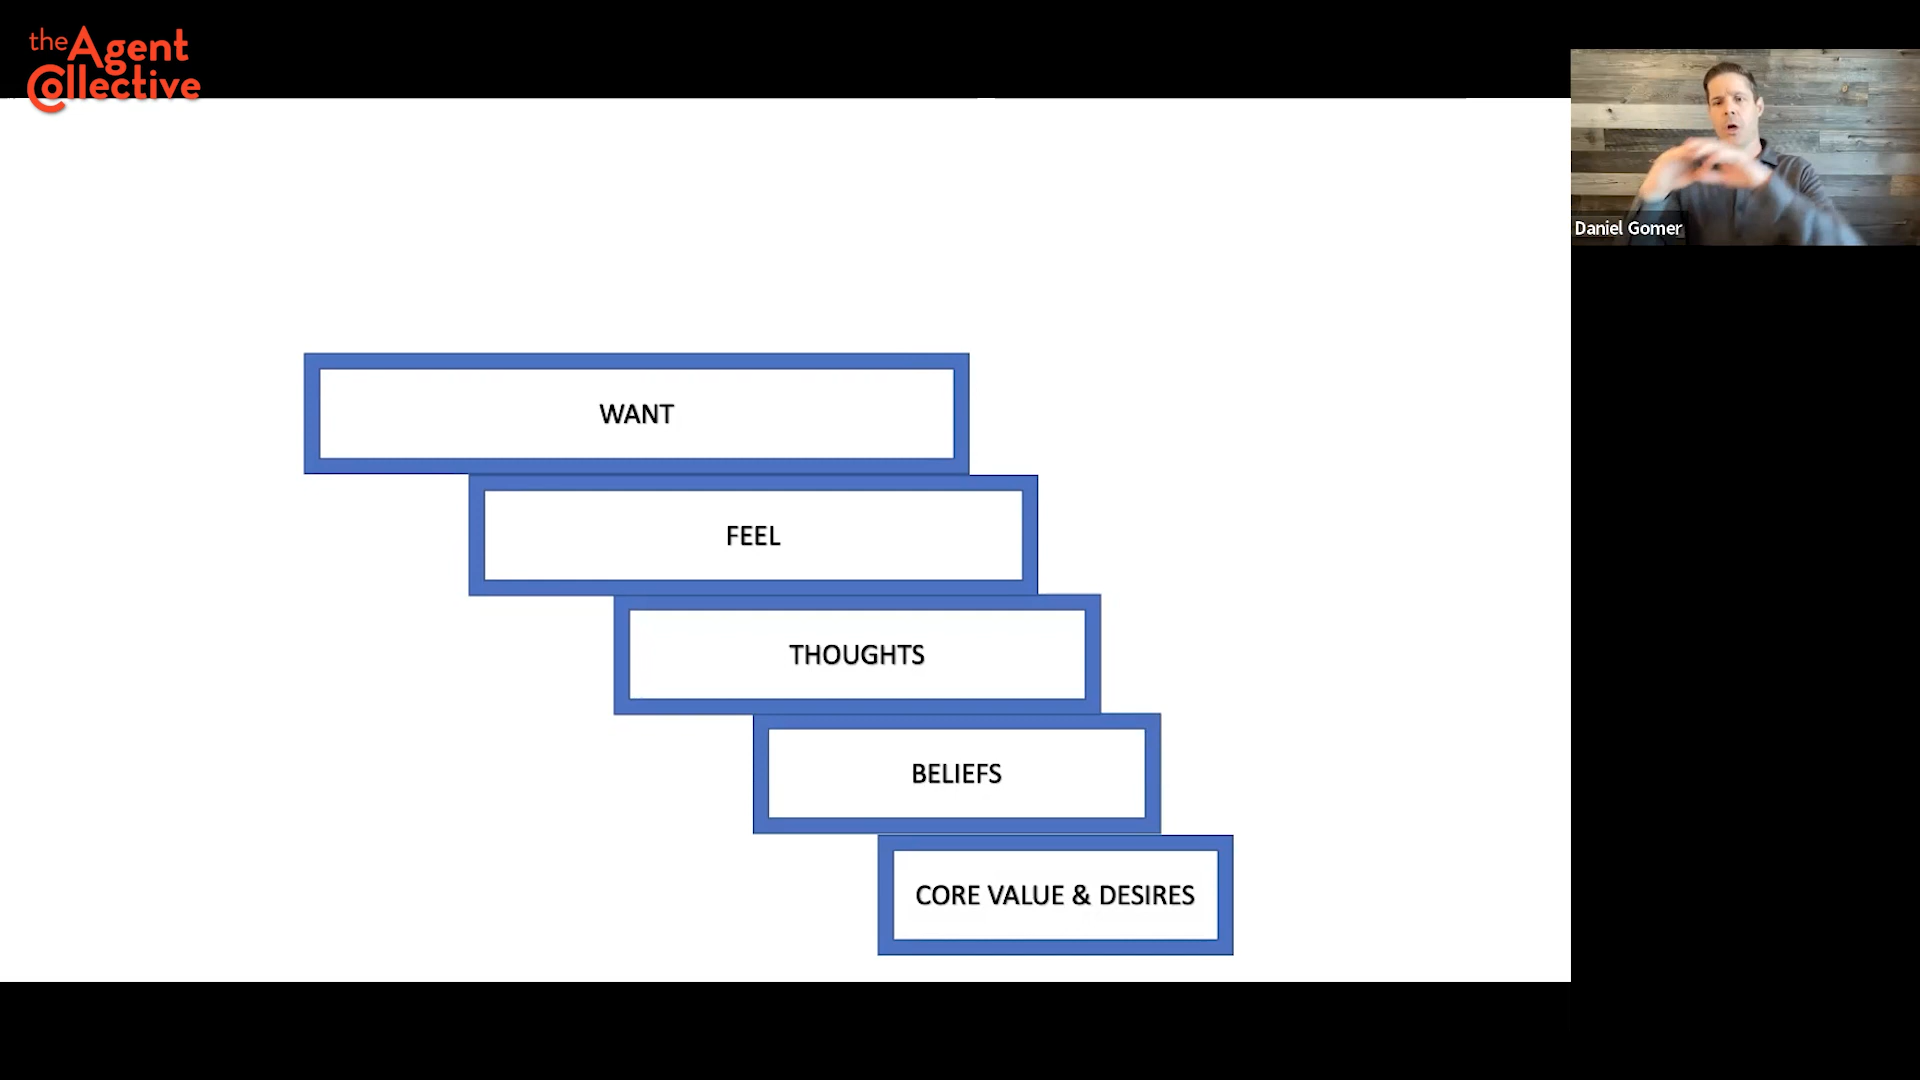 the Agent
Collective
Daniel Gomer
WANT
FEEL
THOUGHTS
BELIEFS
CORE VALUE & DESIRES